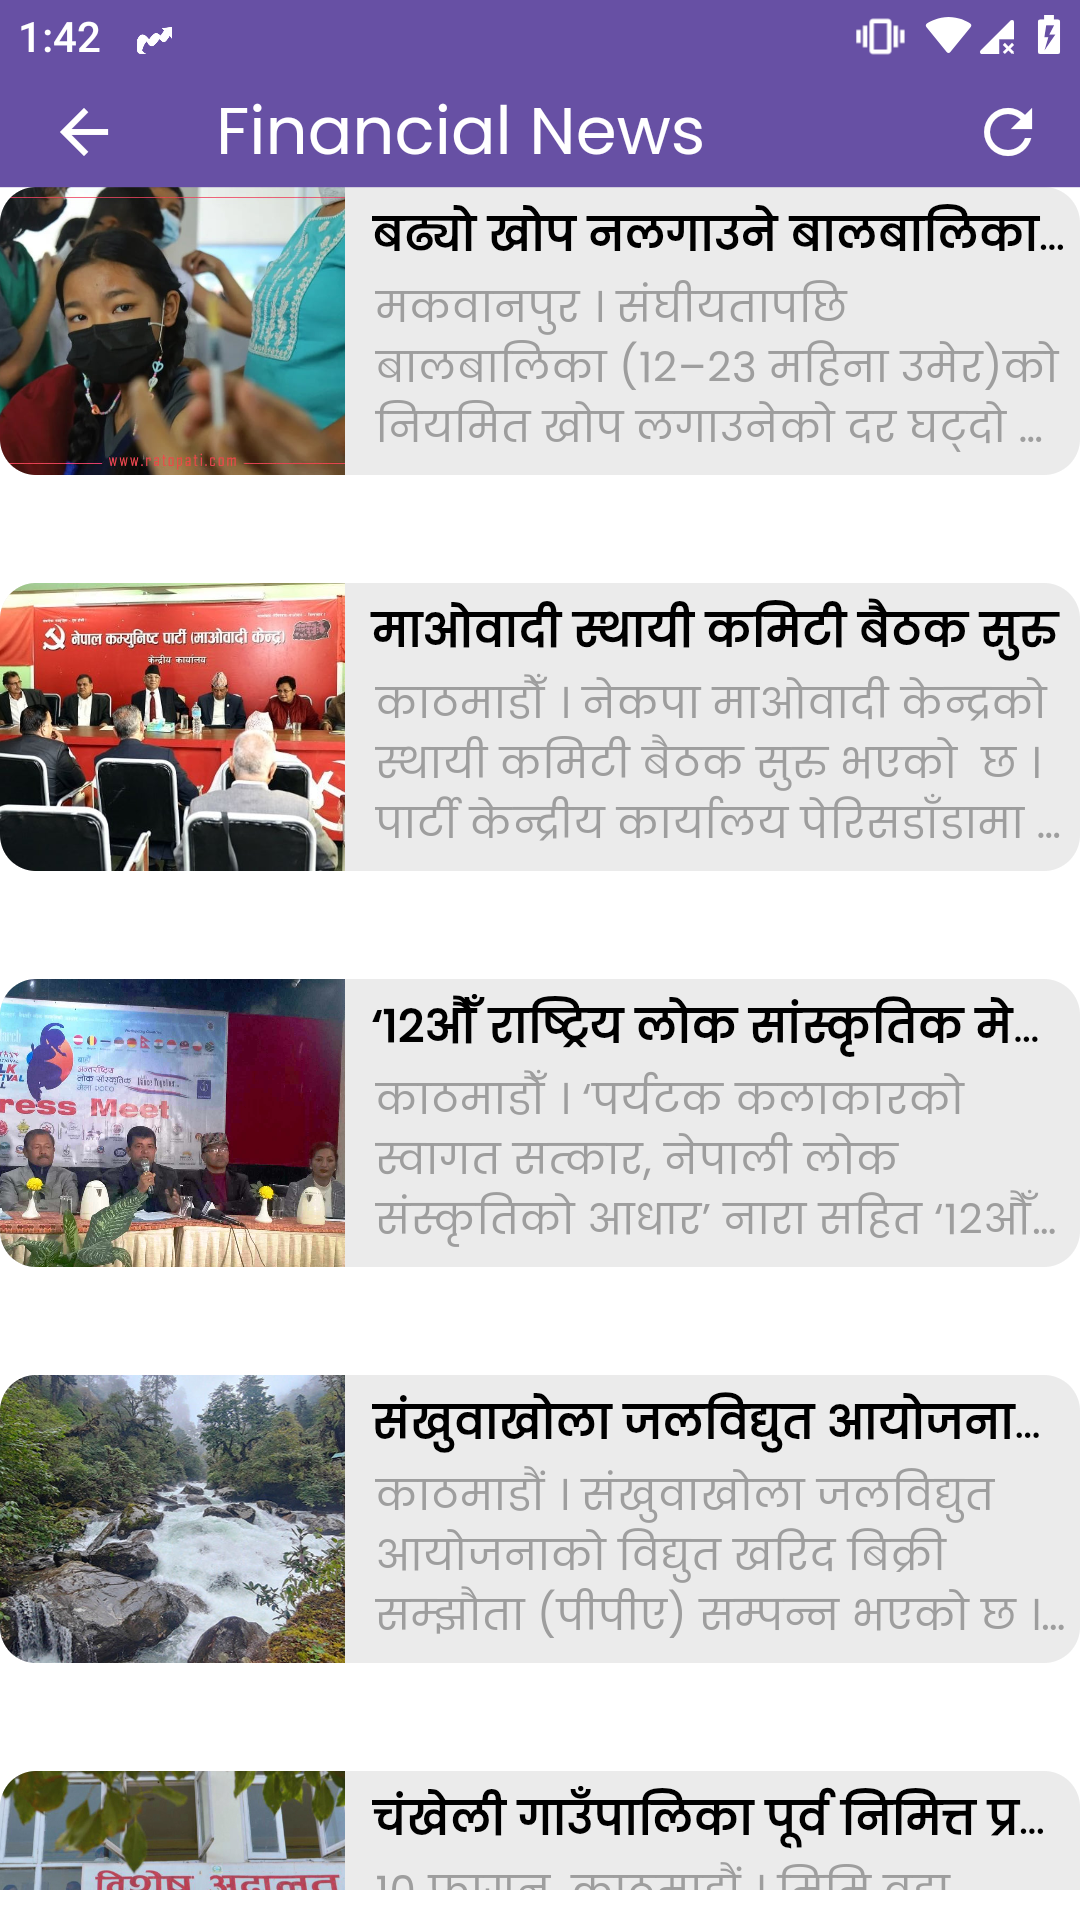 1:42
Financial News
बढ्यो खोप नलगाउने बालबालिका...
मकवानपुर । संघीयतापछि
बालबालिका (12–23 महिना उमेर)को
नियमित खोप लगाउनेको दर घट्दो ...
www.ratopati.com
माओवादी स्थायी कमिटी बैठक सुरु
काठमाडौँ । नेकपा माओवादी केन्द्रको
स्थायी कमिटी बैठक सुरु भएको छ ।
पार्टी केन्द्रीय कार्यालय पेरिसडाँडामा ...
नेपाल कम्युनिष्ट पार्टी (माओवादी केन्द्र)
केन्द्रीय कार्यालय
‘12औँ राष्ट्रिय लोक सांस्कृतिक मे...
काठमाडौँ । ‘पर्यटक कलाकारको
स्वागत सत्कार, नेपाली लोक
संस्कृतिको आधार’ नारा सहित ‘12औँ...
ress Meet
संखुवाखोला जलविद्युत आयोजना...
काठमाडौं । संखुवाखोला जलविद्युत
आयोजनाको विद्युत खरिद बिक्री
सम्झौता (पीपीए) सम्पन्न भएको छ ।...
चंखेली गाउँपालिका पूर्व निमित्त प्र...
10 फागुन, काठमाडौं ।
विशेष अदालत